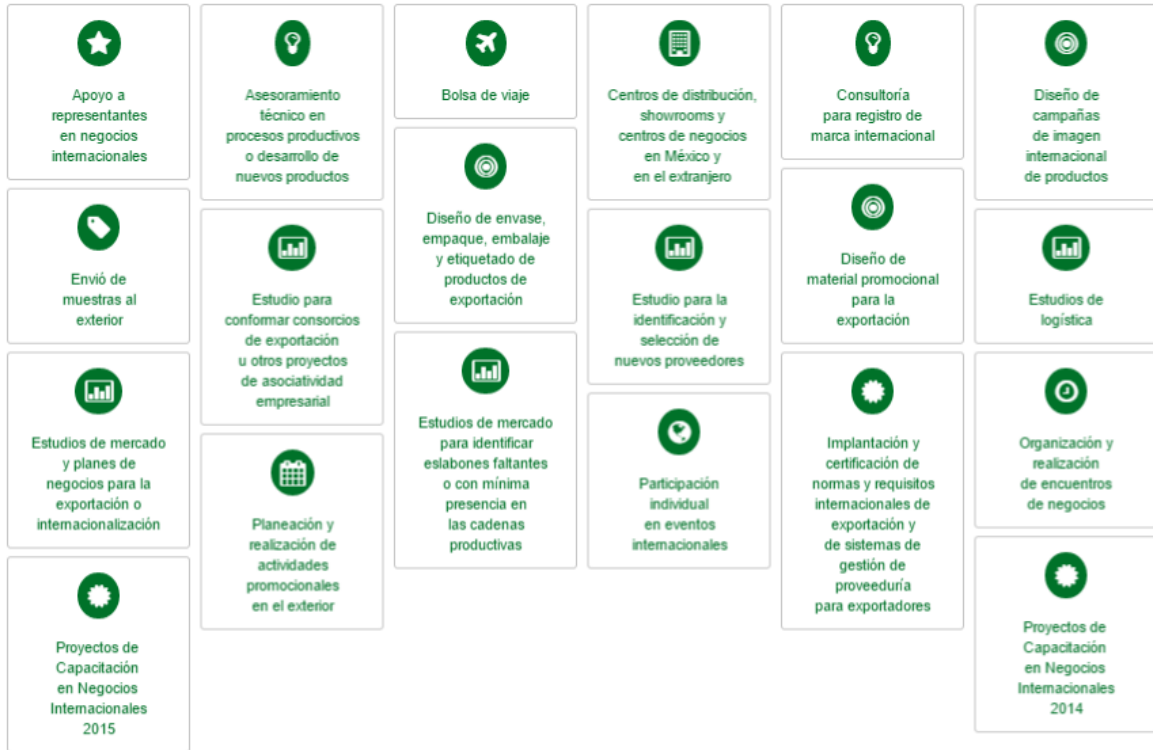 Apoyo a
representantes
en negocios
internacionales
Asesoramiento
técnico en
procesos productivos
o desarrollo de
nuevos productos
Bolsa de viaje
Centros de distribución,
showrooms y
centros de negocios
en México y
en el extranjero
Consultoría
para registro de
marca internacional
Diseño de
campañas
de imagen
internacional
de productos
Envió de
muestras al
exterior
Estudio para
conformar consorcios
de exportación
u otros proyectos
de asociatividad
empresarial
Diseño de envase,
empaque, embalaje
y etiquetado de
productos de
exportación
Estudio para la
identificación y
selección de
nuevos proveedores
Diseño de
material promocional
para la
exportación
Estudios de
logística
Estudios de mercado
y planes de
negocios para la
exportación o
internacionalización
Planeación y
realización de
actividades
promocionales
en el exterior
Estudios de mercado
para identificar
eslabones faltantes
o con mínima
presencia en
las cadenas
productivas
Participación
individual
en eventos
internacionales
Implantación y
certificación de
normas y requisitos
internacionales de
exportación y
de sistemas de
gestión de
proveeduría
para exportadores
Organización y
realización
de encuentros
de negocios
Proyectos de
Capacitación
en Negocios
Internacionales
2015
Proyectos de
Capacitación
en Negocios
Internacionales
2014